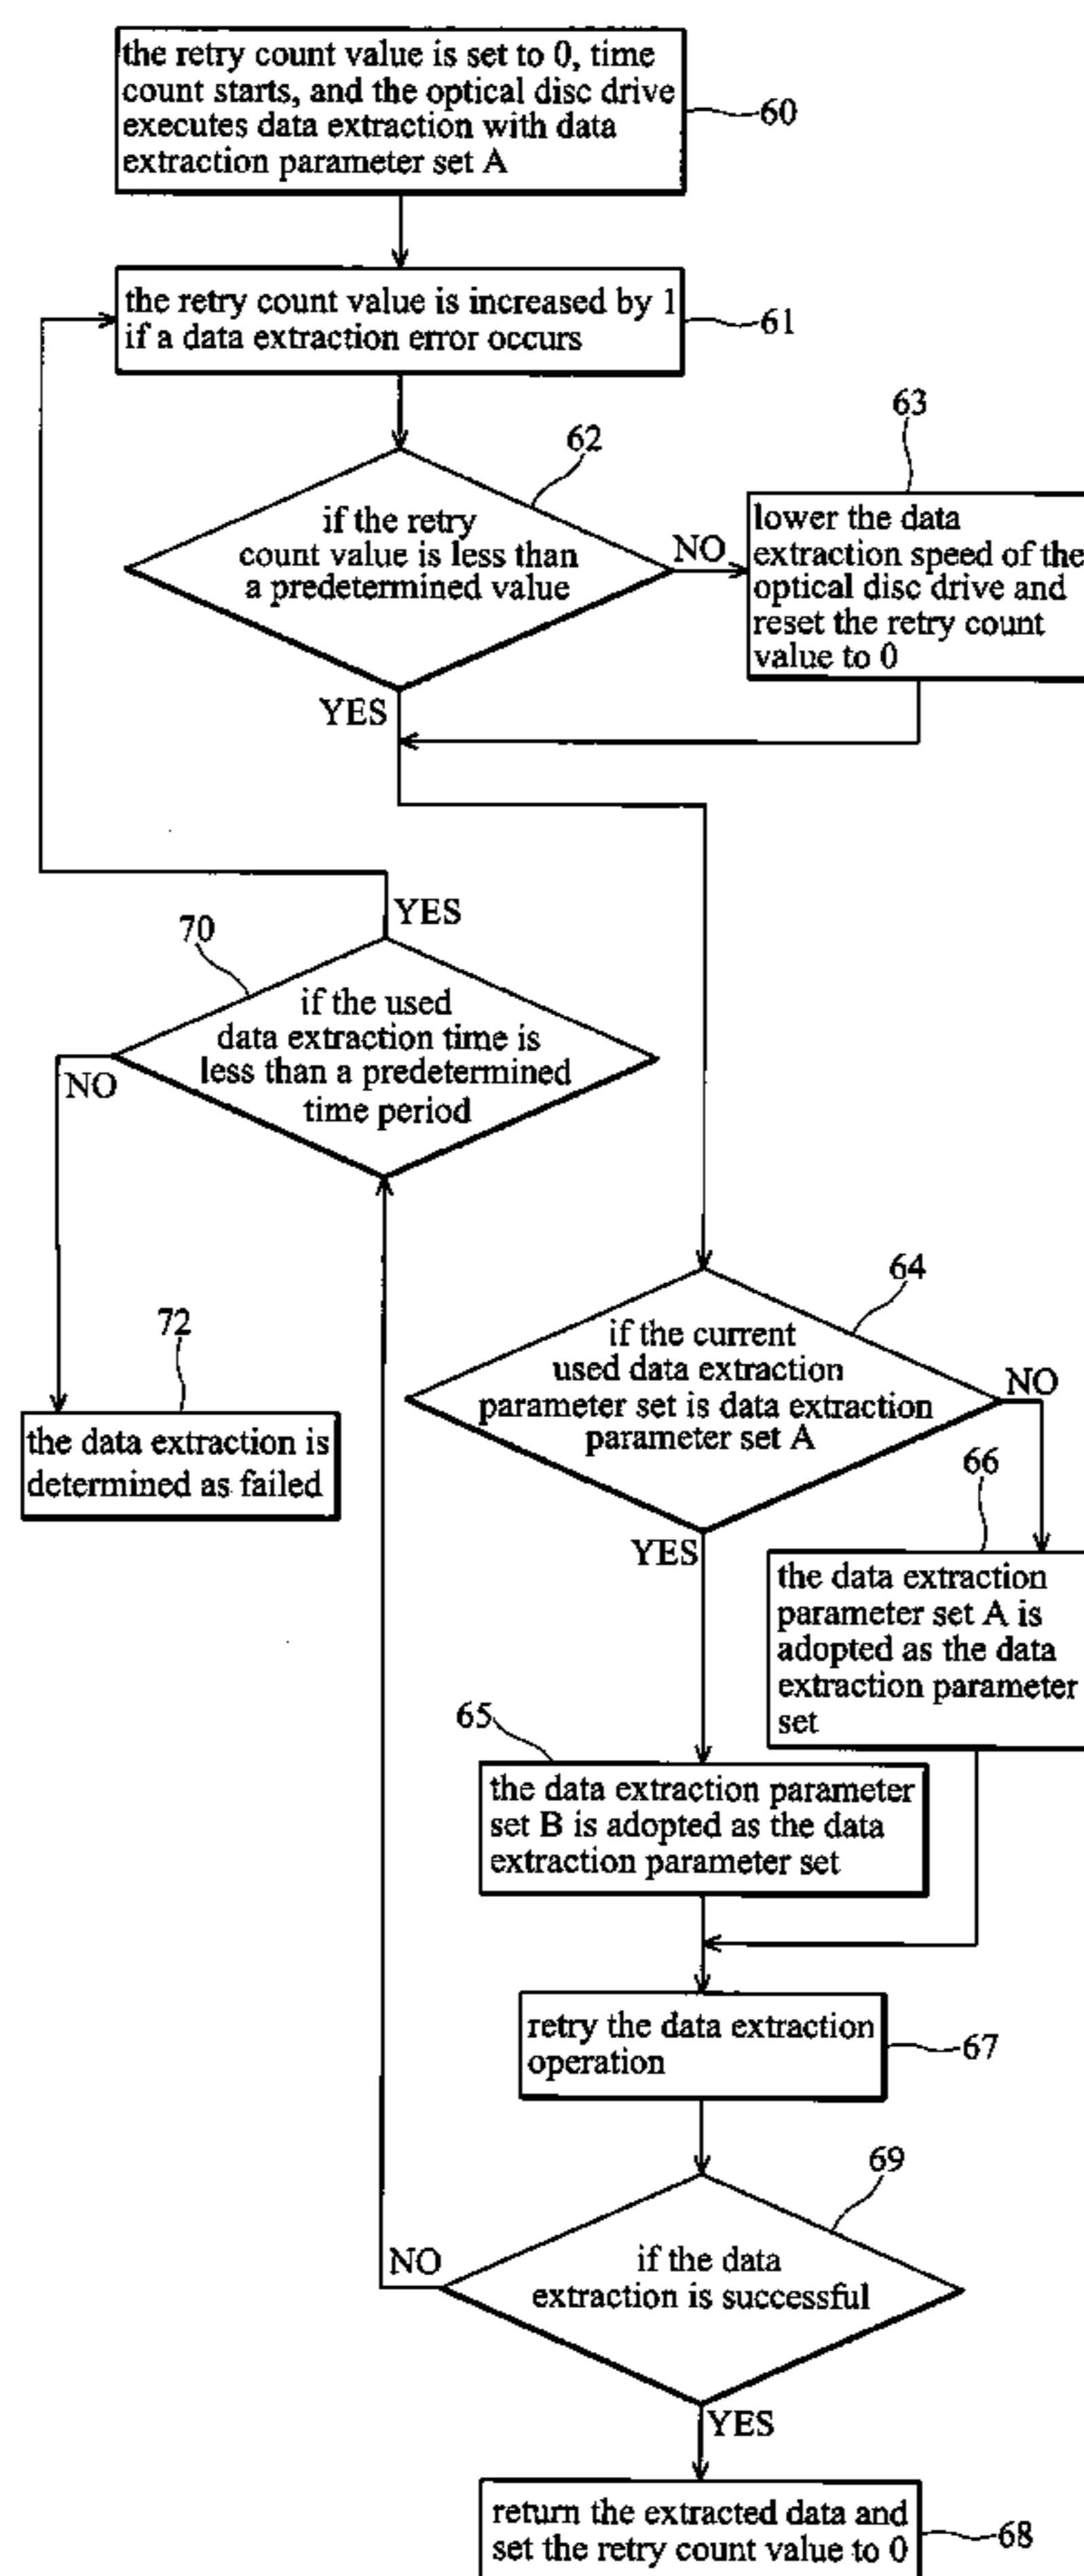 the retry count value is set to 0, time
count starts, and the optical disc drive
executes data extraction with data
extraction parameter set A
60
the retry count value is increased by 1
if a data extraction error occurs
61
62
if the retry
count value is less than
a predetermined value
NO
YES
63
lower the data
extraction speed of the
optical disc drive and
reset the retry count
value to 0
YES
70
if the used
data extraction time is
less than a predetermined
time period
NO
72
the data extraction is
determined as failed
64
if the current
used data extraction
parameter set is data extraction
parameter set A
NO
YES
66
the data extraction
parameter set A is
adopted as the data
extraction parameter
set
65
the data extraction parameter
set B is adopted as the data
extraction parameter set
retry the data extraction
operation
67
69
if the data
extraction is successful
NO
YES
return the extracted data and
set the retry count value to 0
68